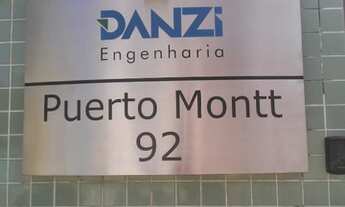 DANZi
Engenharia
Puerto Montt
92